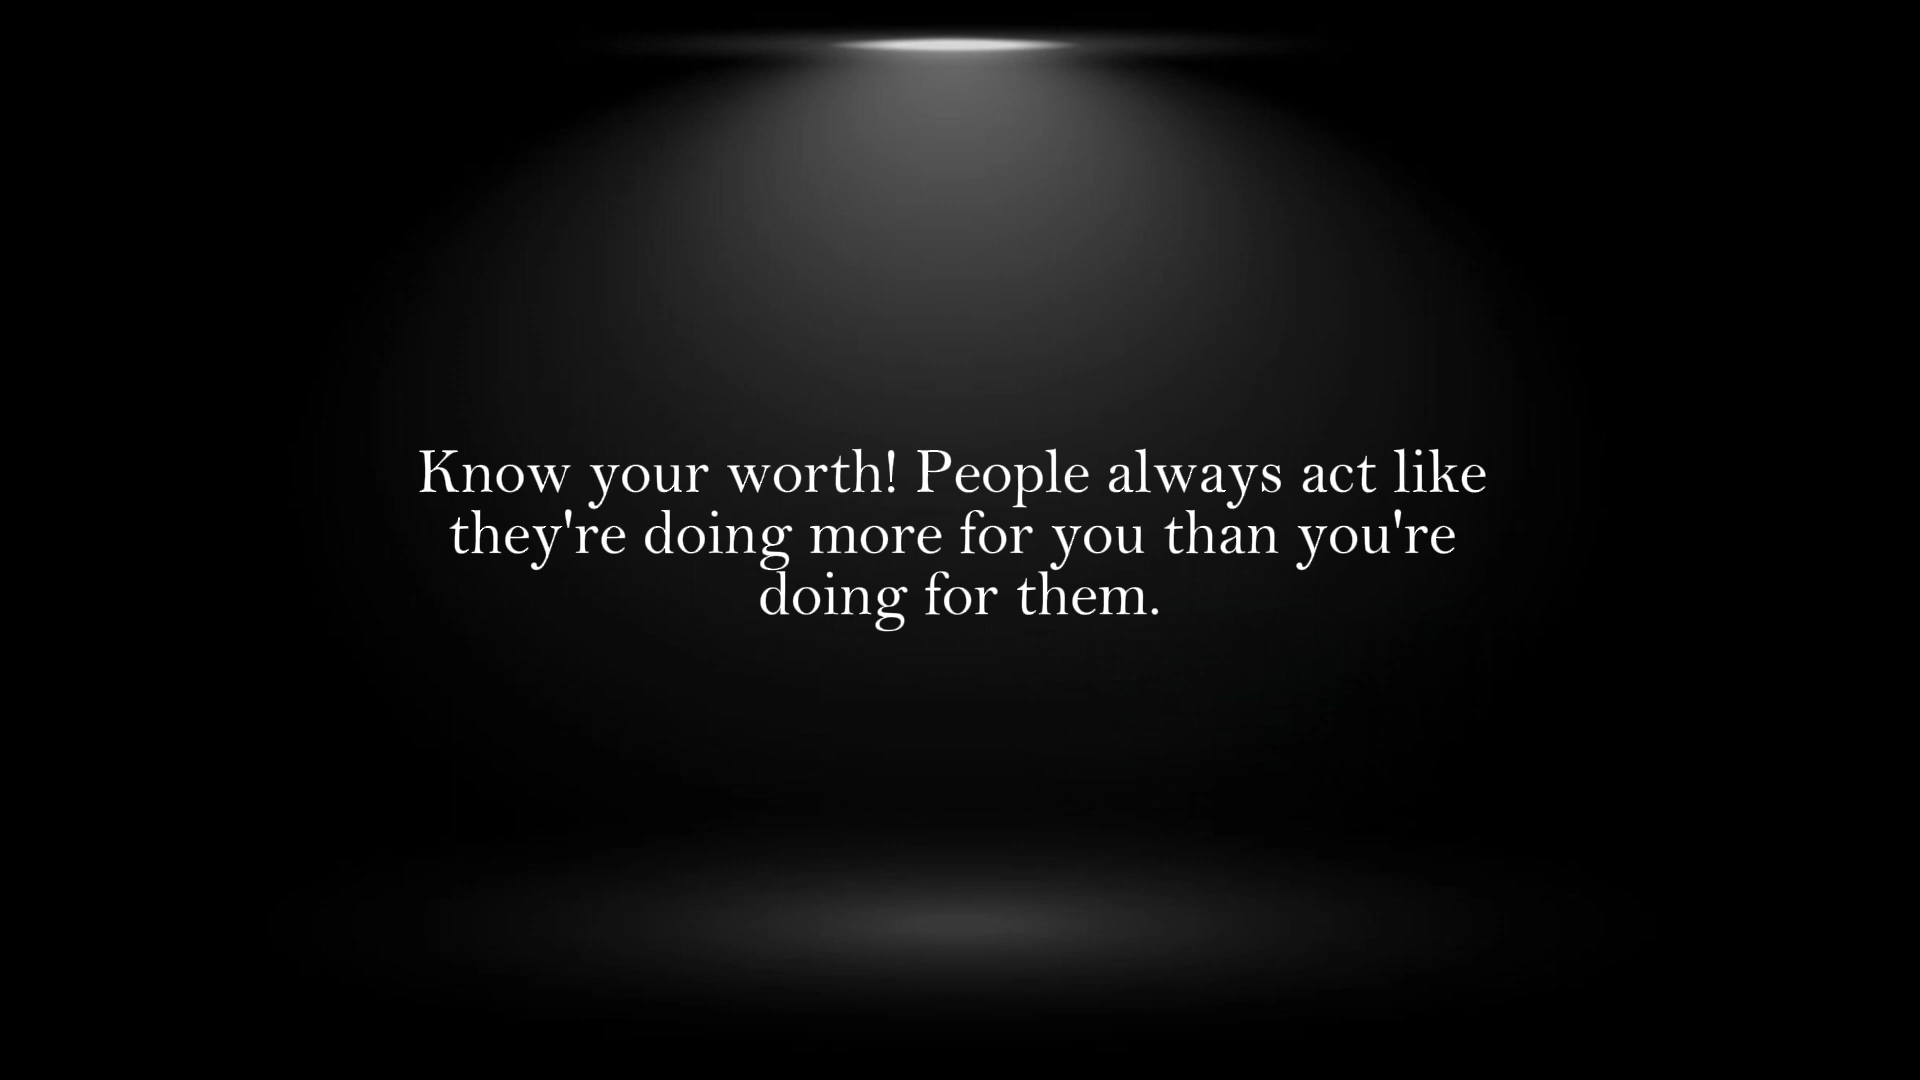 Know your worth! People always act like
they're doing more for you than you're
doing for them.